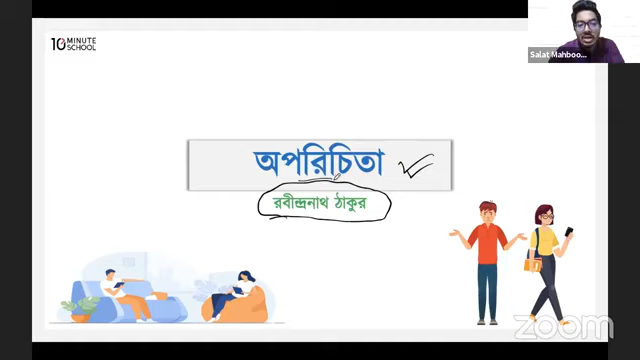 10 MINUTE
SCHOOL
Salat Mahboo...
অপরিচিতা
রবীন্দ্রনাথ ঠাকুর
zoom